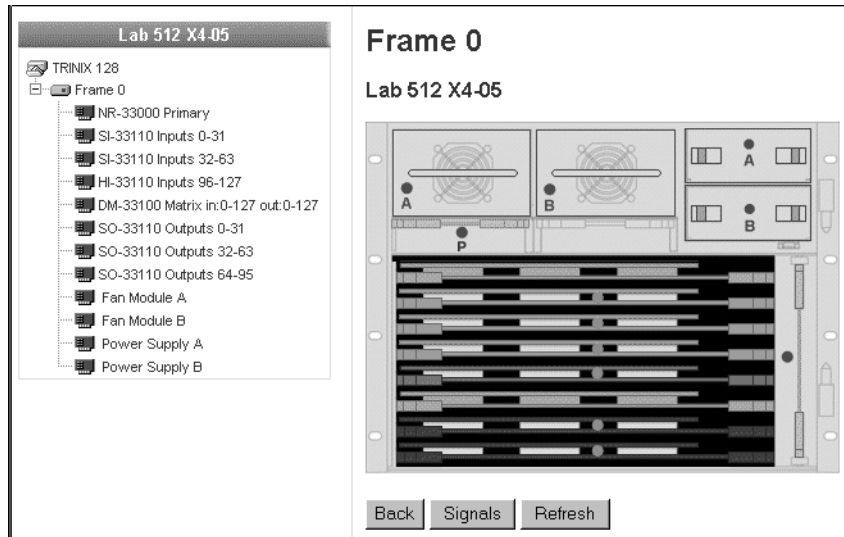 Lab 512 X4-05
TRINIX 128
Frame 0
NR-33000 Primary
SI-33110 Inputs 0-31
SI-33110 Inputs 32-63
HI-33110 Inputs 96-127
DM-33100 Matrix in:0-127 out:0-127
SO-33110 Outputs 0-31
SO-33110 Outputs 32-63
SO-33110 Outputs 64-95
Fan Module A
Fan Module B
Power Supply A
Power Supply B
Frame 0
Lab 512 X4-05
A
B
A
B
P
Back
Signals
Refresh